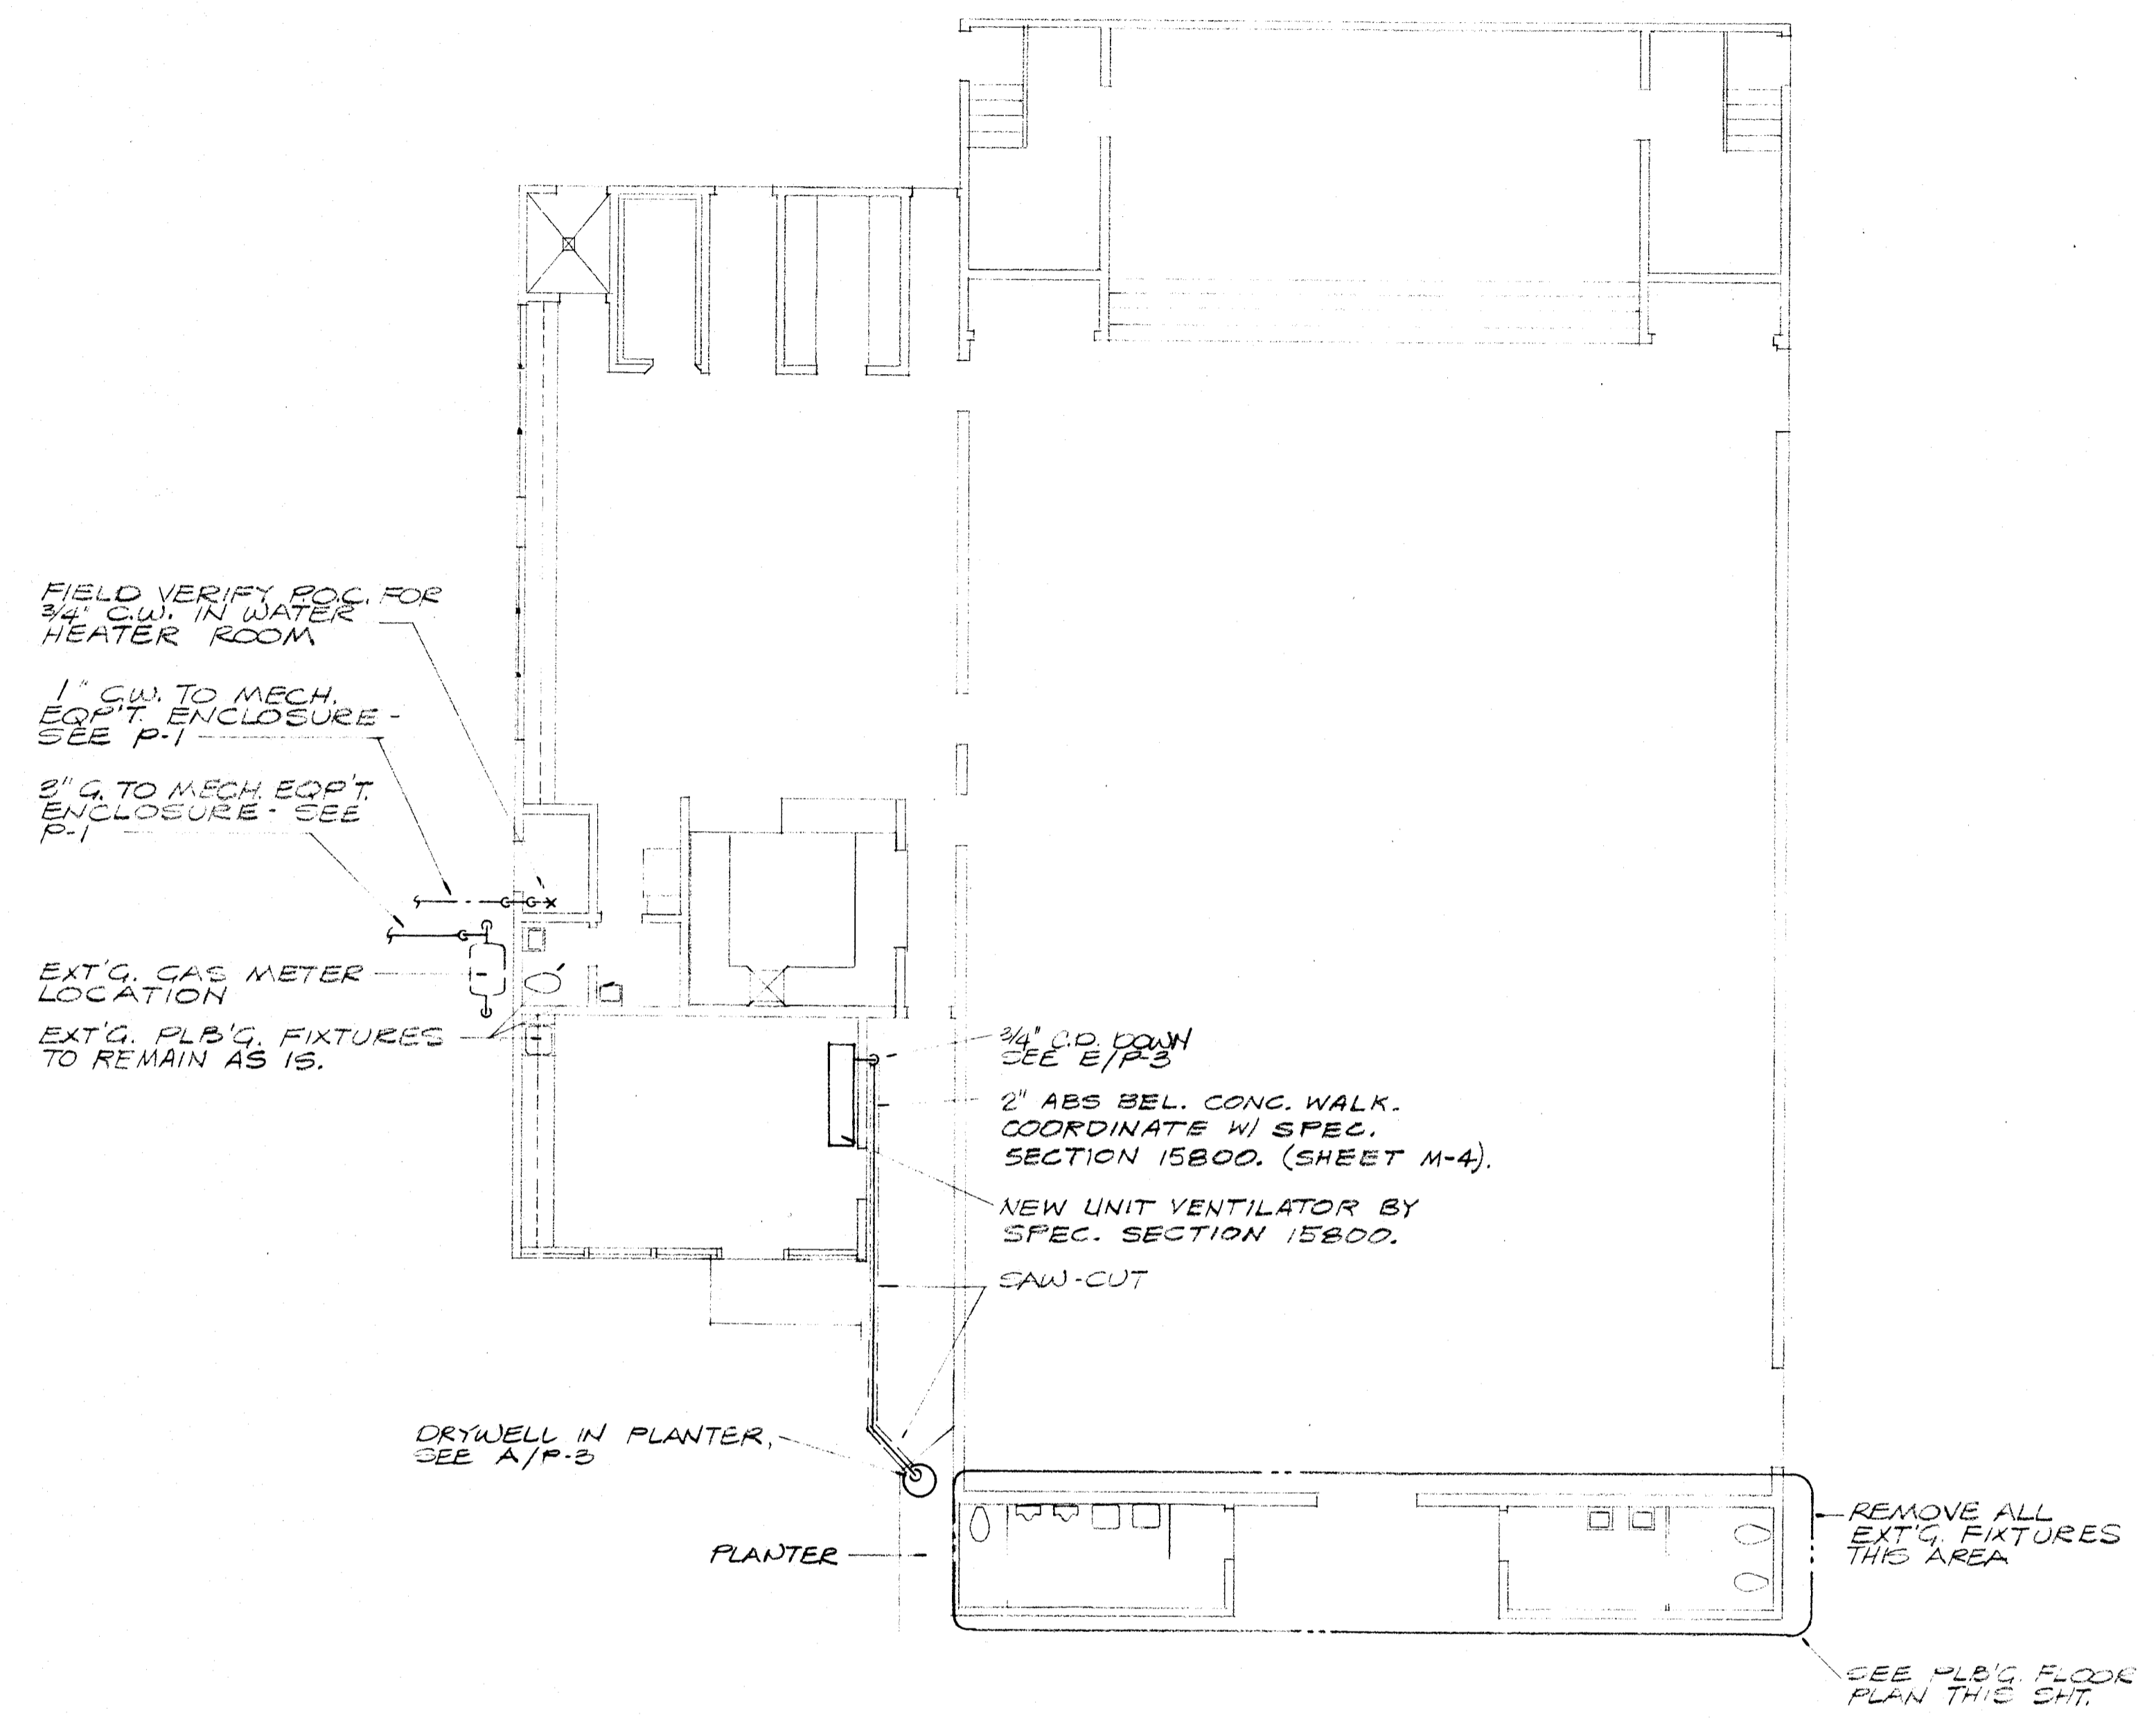 FIELD VERIFY P.O.C. FOR
3/4" C.W. IN WATER
HEATER ROOM
1" C.W. TO MECH.
EQP'T. ENCLOSURE -
SEE P-1
3" G. TO MECH. EQP'T.
ENCLOSURE - SEE
P-1
EXT'G. GAS METER
LOCATION
EXT'G. PLB'G. FIXTURES
TO REMAIN AS IS.
3/4" C.D. DOWN
SEE E/P-3
2" ABS BEL. CONC. WALK.
COORDINATE W/ SPEC.
SECTION 15800. (SHEET M-4).
NEW UNIT VENTILATOR BY
SPEC. SECTION 15800.
SAW-CUT
DRYWELL IN PLANTER,
SEE A/P-3
PLANTER
REMOVE ALL
EXT'G. FIXTURES
THIS AREA
SEE PLB'G. FLOOR
PLAN THIS SHT.